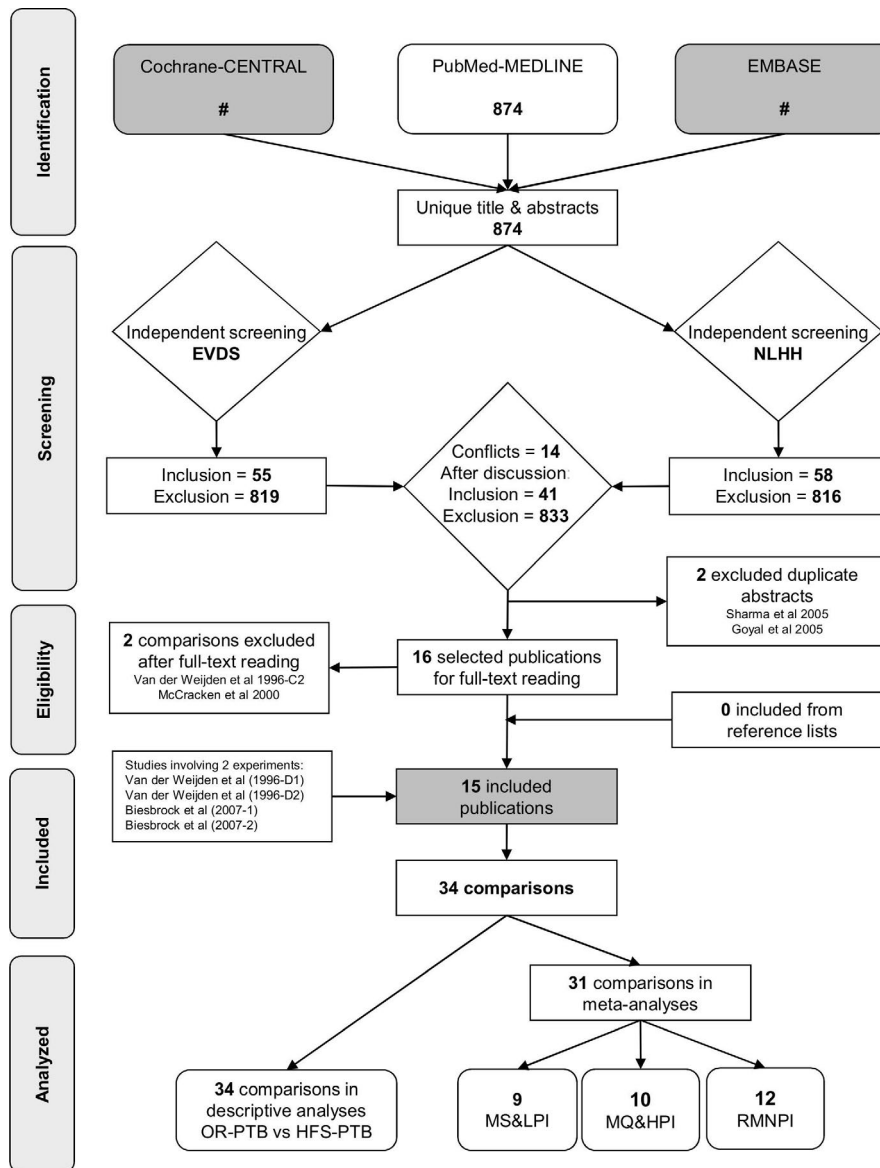 Identification
Cochrane-CENTRAL
#
PubMed-MEDLINE
874
EMBASE
#
Unique title & abstracts
874
Screening
Independent screening
EVDS
Independent screening
NLHH
Inclusion = 55
Exclusion = 819
Conflicts = 14
After discussion:
Inclusion = 41
Exclusion = 833
Inclusion = 58
Exclusion = 816
2 excluded duplicate
abstracts
Sharma et al 2005
Goyal et al 2005
Eligibility
2 comparisons excluded
after full-text reading
Van der Weijden et al 1996-C2
McCracken et al 2000
16 selected publications
for full-text reading
0 included from
reference lists
Included
Studies involving 2 experiments:
Van der Weijden et al (1996-D1)
Van der Weijden et al (1996-D2)
Biesbrock et al (2007-1)
Biesbrock et al (2007-2)
15 included
publications
34 comparisons
Analyzed
31 comparisons in
meta-analyses
34 comparisons in
descriptive analyses
OR-PTB vs HFS-PTB
9
MS&LPI
10
MQ&HPI
12
RMNPI